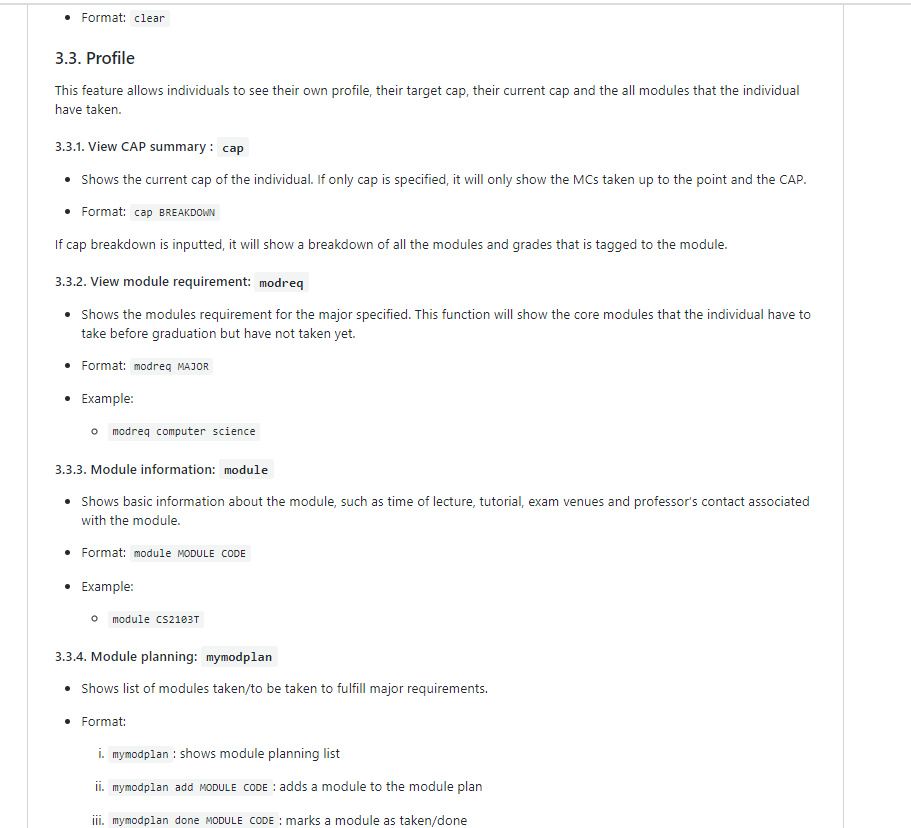 Format: clear
3.3. Profile
This feature allows individuals to see their own profile, their target cap, their current cap and the all modules that the individual
have taken.
3.3.1. View CAP summary : cap
Shows the current cap of the individual. If only cap is specified, it will only show the MCs taken up to the point and the CAP.
Format: cap BREAKDOWN
If cap breakdown is inputted, it will show a breakdown of all the modules and grades that is tagged to the module.
3.3.2. View module requirement: modreq
Shows the modules requirement for the major specified. This function will show the core modules that the individual have to
take before graduation but have not taken yet.
Format: modreq MAJOR
Example:
modreq computer science
3.3.3. Module information: module
Shows basic information about the module, such as time of lecture, tutorial, exam venues and professor's contact associated
with the module.
Format: module MODULE CODE
Example:
module CS2103T
3.3.4. Module planning: mymodplan
Shows list of modules taken/to be taken to fulfill major requirements.
Format:
i. mymodplan : shows module planning list
ii. mymodplan add MODULE CODE : adds a module to the module plan
iii. mymodplan done MODULE CODE : marks a module as taken/done